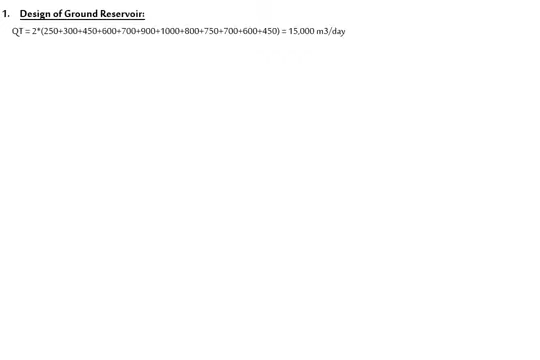 1. Design of Ground Reservoir:
QT = 2*(250+300+450+600+700+900+1000+800+750+700+600+450) = 15,000 m3/day